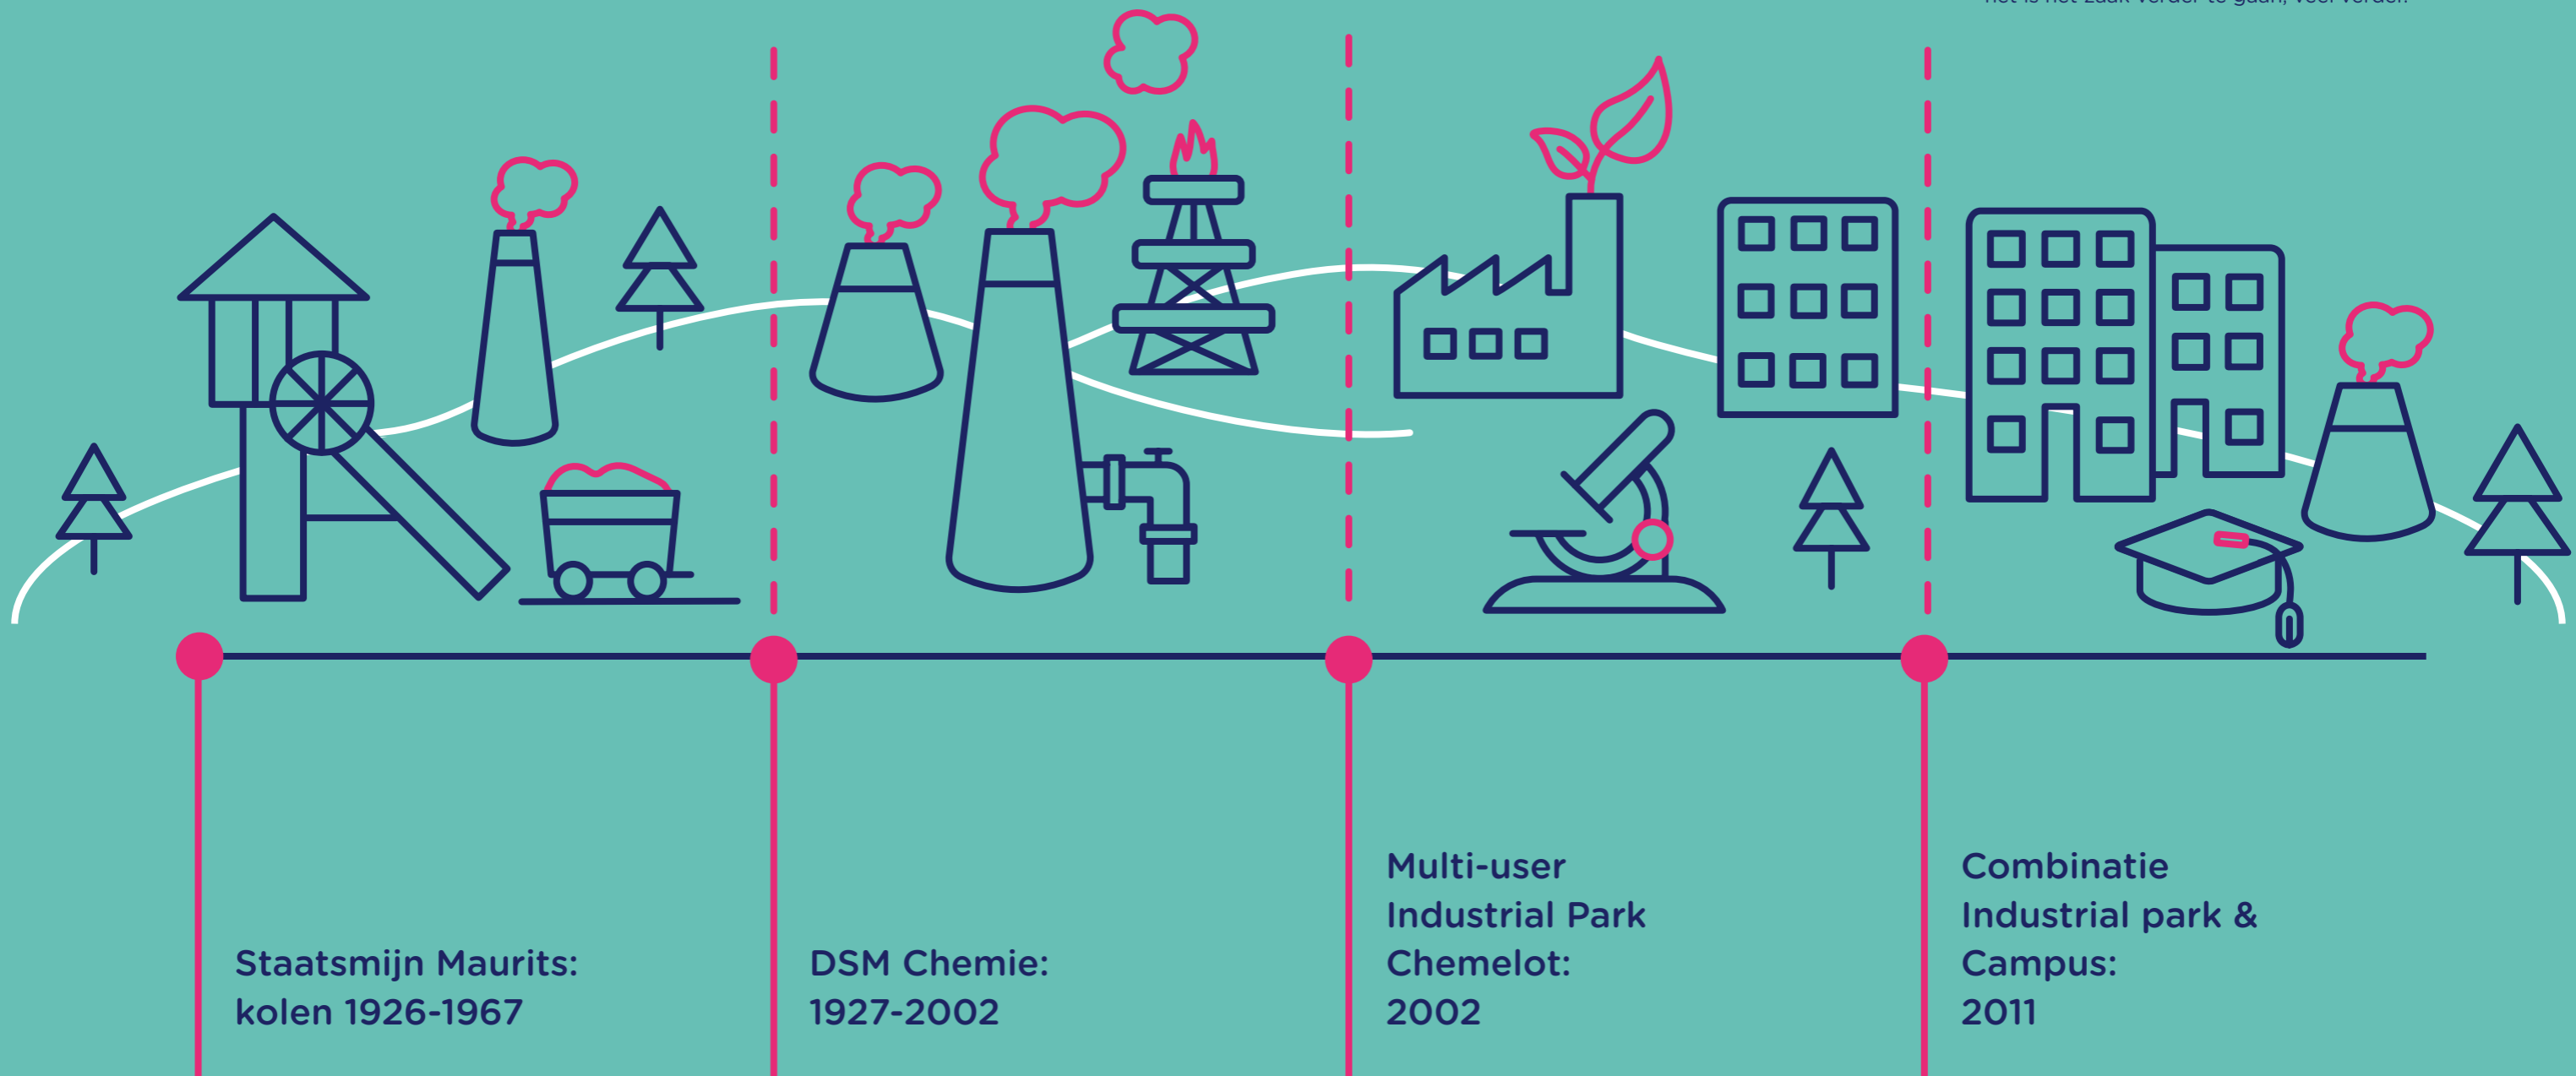 Staatsmijn Maurits:
kolen 1926-1967
DSM Chemie:
1927-2002
Multi-user
Industrial Park
Chemelot:
2002
Combinatie
Industrial park &
Campus:
2011